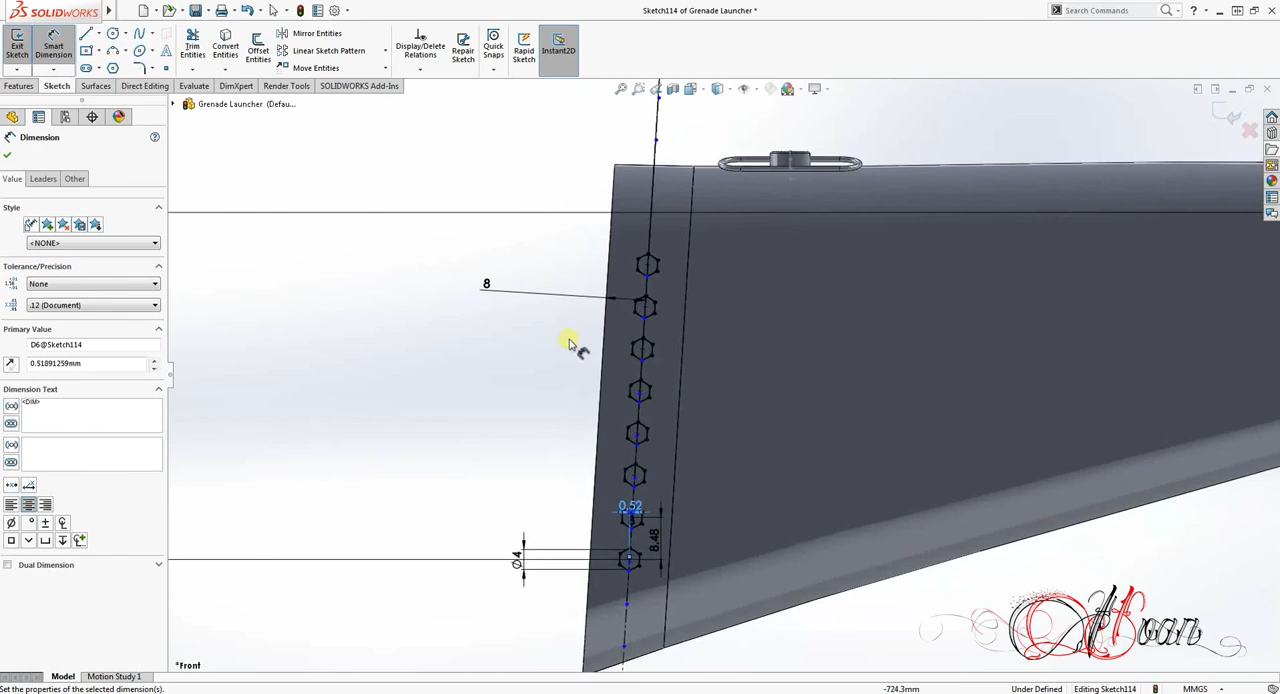 SOLIDWORKS
Sketch114 of Grenade Launcher *
Search Commands
Exit Sketch
Smart Dimension
Trim Entities
Convert Entities
Offset Entities
Mirror Entities
Linear Sketch Pattern
Move Entities
Display/Delete Relations
Repair Sketch
Quick Snaps
Rapid Sketch
Instant2D
Features
Sketch
Surfaces
Direct Editing
Evaluate
DimXpert
Render Tools
SOLIDWORKS Add-Ins
Grenade Launcher (Defau...
Dimension
Value
Leaders
Other
Style
<NONE>
Tolerance/Precision
None
.12 (Document)
Primary Value
D6@Sketch114
0.51891259mm
Dimension Text
<DIM>
Dual Dimension
8
0.52
8.48
Ø4
*Front
Model
Motion Study 1
Set the properties of the selected dimension(s).
-724.3mm
Under Defined
Editing Sketch114
MMGS